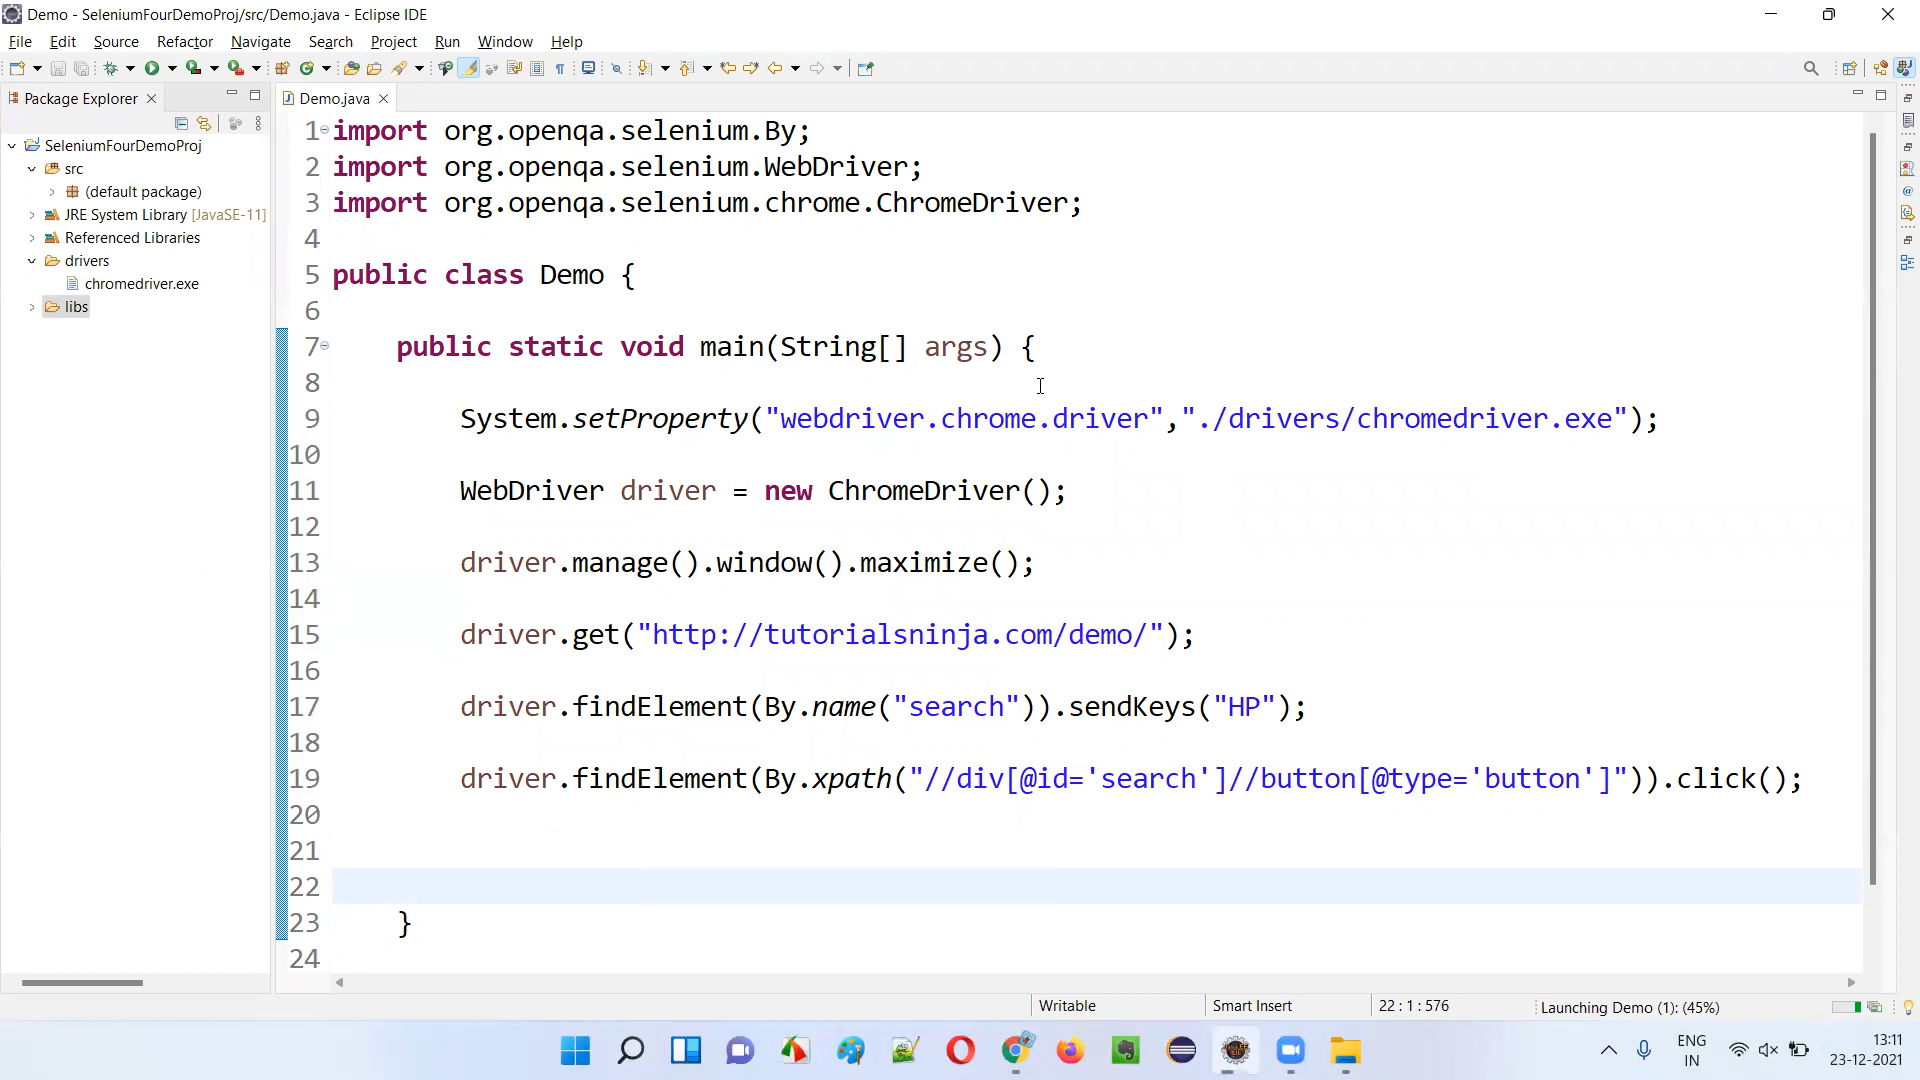 Demo - SeleniumFourDemoProj/src/Demo.java - Eclipse IDE
File Edit Source Refactor Navigate Search Project Run Window Help
Package Explorer
Demo.java
SeleniumFourDemoProj
src
(default package)
JRE System Library [JavaSE-11]
Referenced Libraries
drivers
chromedriver.exe
libs
1 import org.openqa.selenium.By;
2 import org.openqa.selenium.WebDriver;
3 import org.openqa.selenium.chrome.ChromeDriver;
4
5 public class Demo {
6
7 public static void main(String[] args) {
8
9 System.setProperty("webdriver.chrome.driver","./drivers/chromedriver.exe");
10
11 WebDriver driver = new ChromeDriver();
12
13 driver.manage().window().maximize();
14
15 driver.get("http://tutorialsninja.com/demo/");
16
17 driver.findElement(By.name("search")).sendKeys("HP");
18
19 driver.findElement(By.xpath("//div[@id='search']//button[@type='button']")).click();
20
21
22
23 }
24
Writable Smart Insert 22 : 1 : 576 Launching Demo (1): (45%)
ENG
IN
13:11
23-12-2021